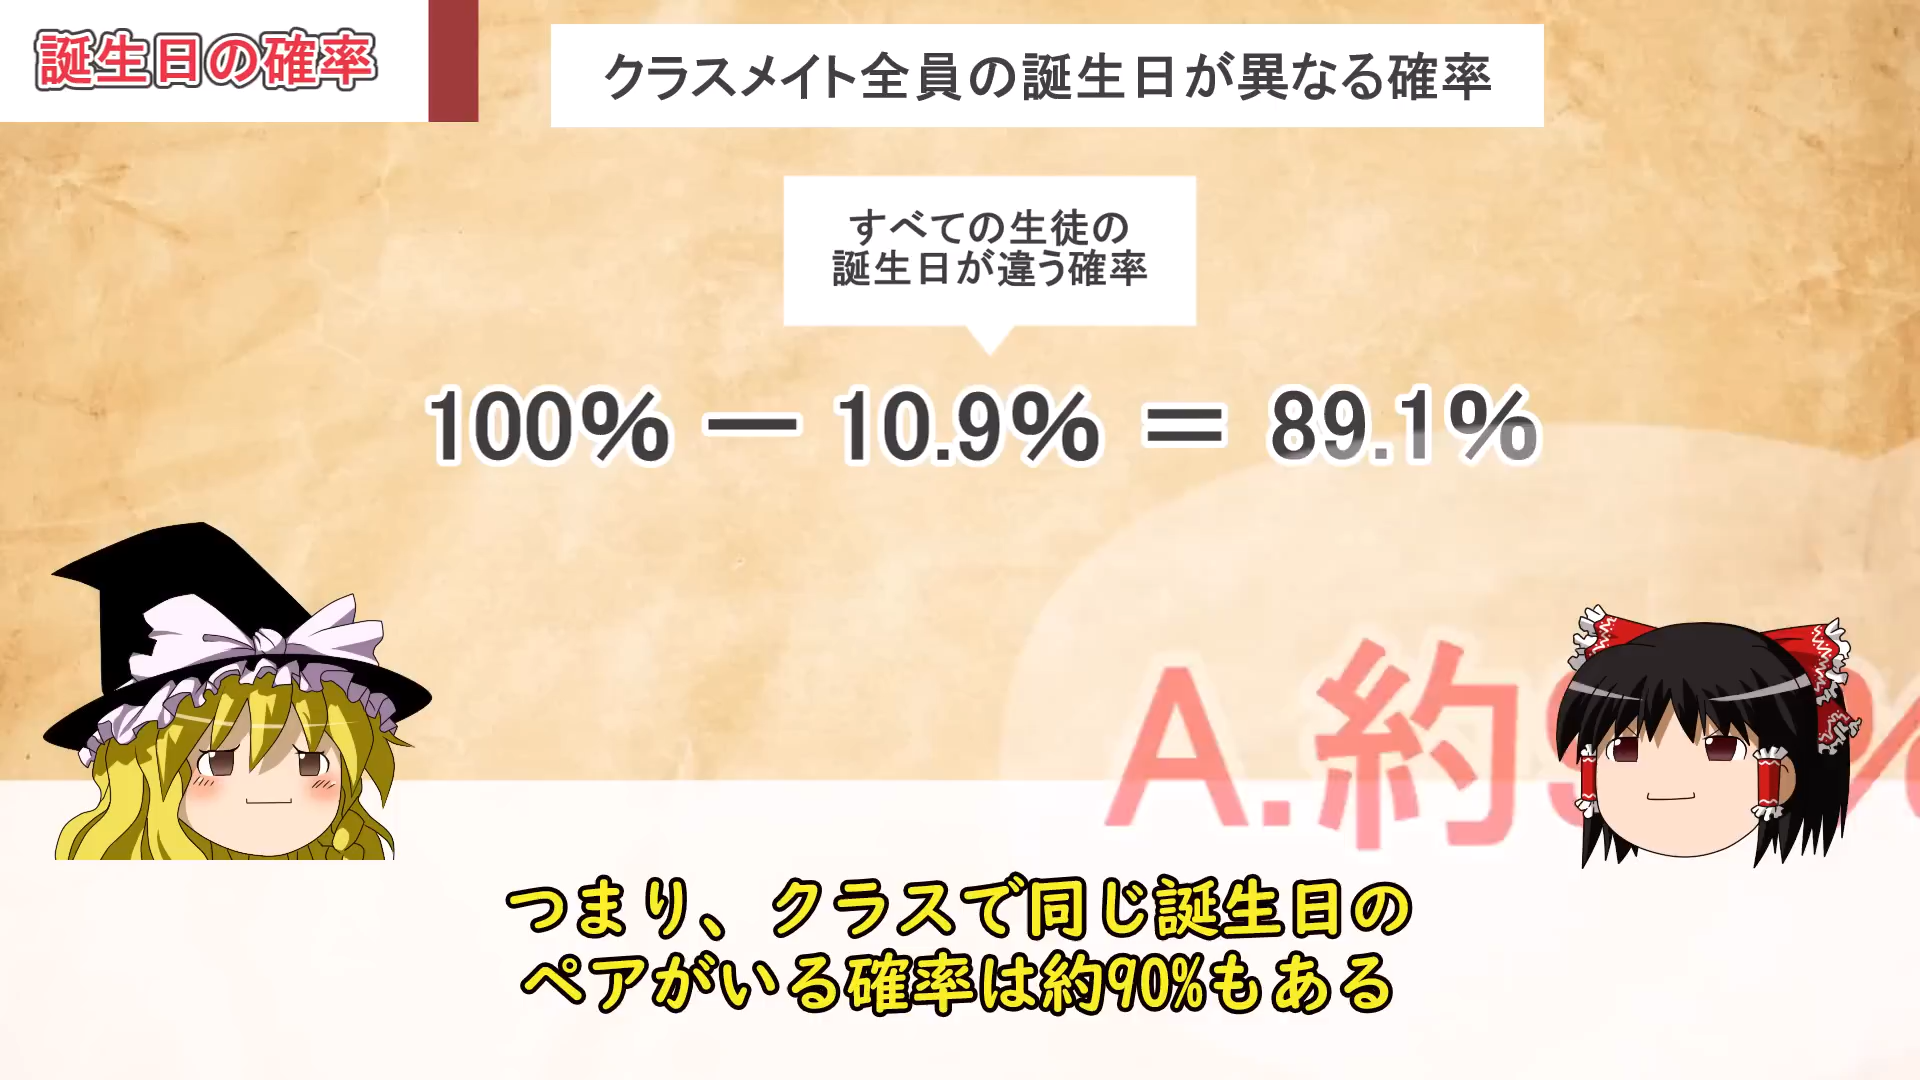 誕生日の確率
クラスメイト全員の誕生日が異なる確率
すべての生徒の
誕生日が違う確率
100% － 10.9% ＝ 89.1%
A.約9
%
つまり、クラスで同じ誕生日の
ペアがいる確率は約90%もある